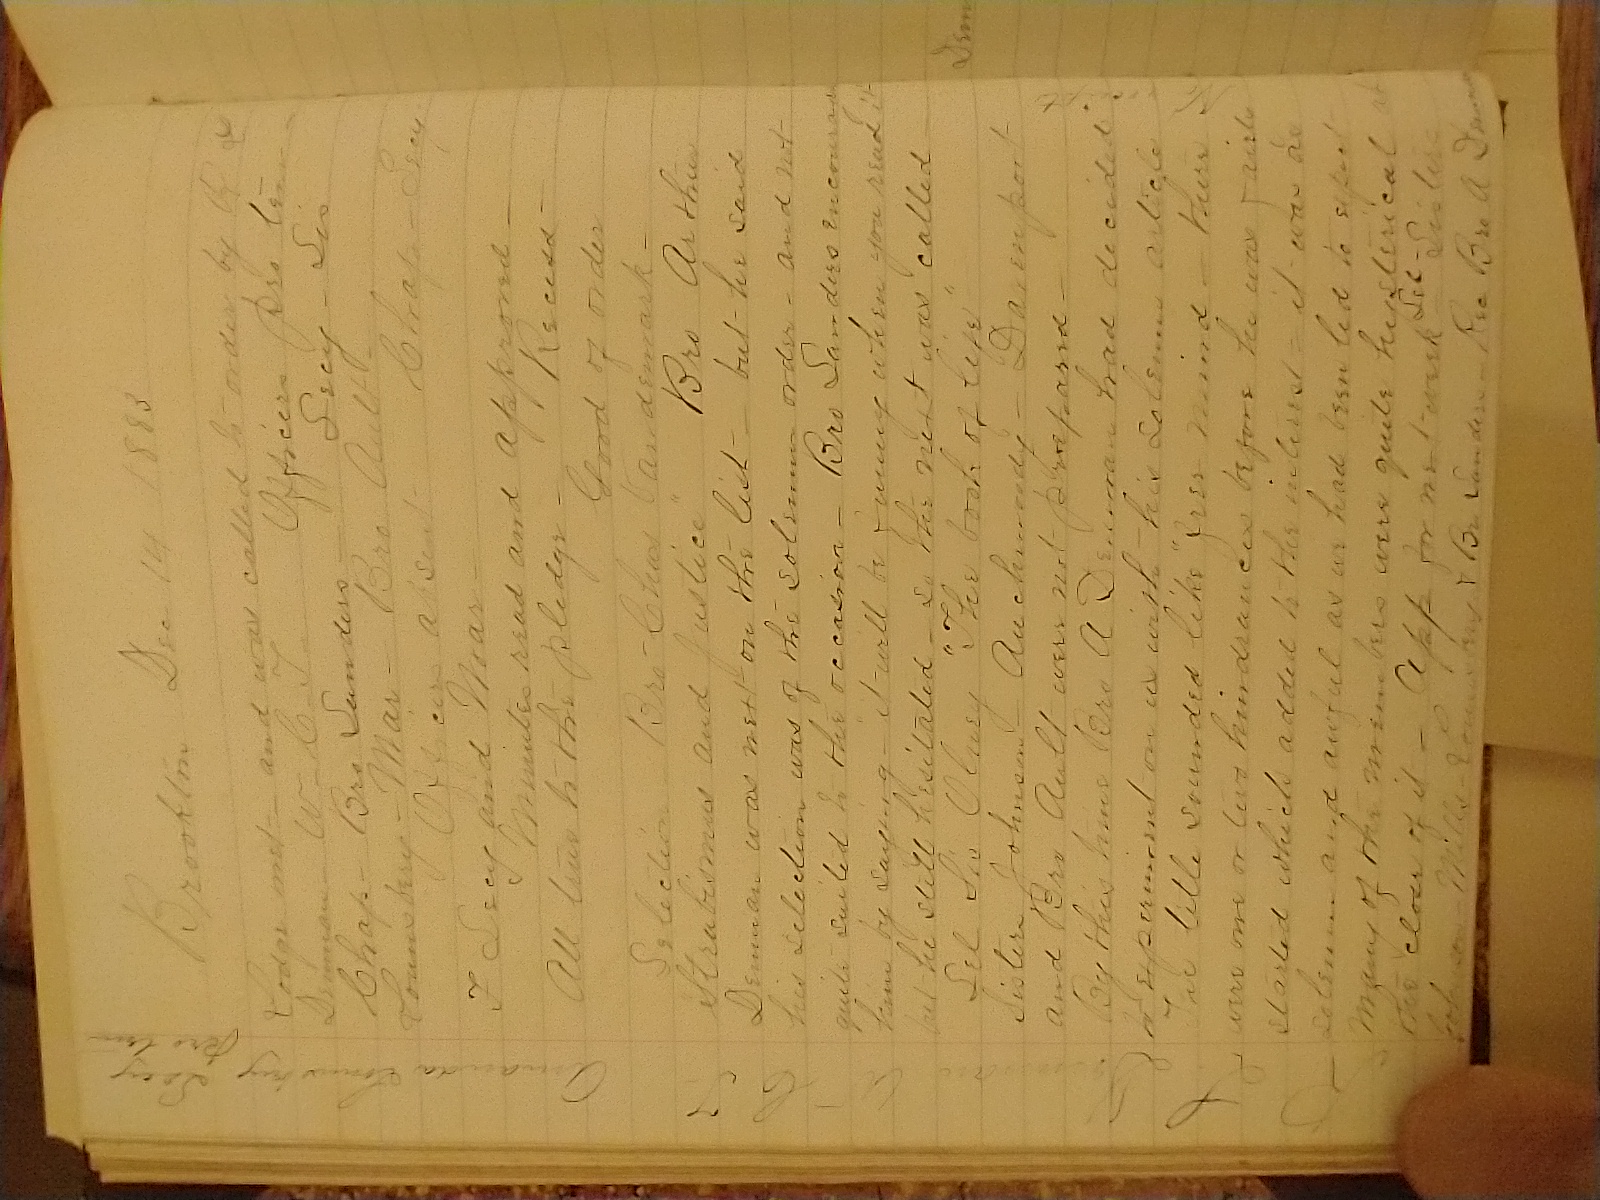 Brookton Dec 14 1883
Lodge met - and was called to order by R L
Denman - W - C. T. Officers pro tem -
Chap - Bro Sanders - Secy - Sis
Lounsbery - Mar - Bro Ault -
Officers absent Chap - Secy
F Secy and Mar -
Minutes read and approved -
All true to the pledge - Recess -
Good of order
Selection - Bro Chas Vandemark -
Strabismus and Justice" Bro Arthur
Denman was next on the list - but he said
his selection was of the solemn order - and not
quite suited to the occasion - Bro Sanders encourag
him by saying - it will be funny when you read it
but he still hesitated - so the next was called
Sel Sis Olney "The book of life"
Sisters Johnson - Auchmoody - Davenport
and Bro Ault were not prepared -
By this time Bro A Denman had decided
to experiment on us with his solemn article
The title sounded like "free mind - there
were one or two hindrances before he was fairly
started which added to the interest - it was as
solemn and awful as we had been led to expect
many of the members were quite hysterical at
the close of it - App for next week Sel - Sisters
Johnson - Mills - Lounsbery & Bro Sanders - Rec Bro A Denman
R L Denman W C T
Amanda Lounsbery Secy
Pro tem
Dem